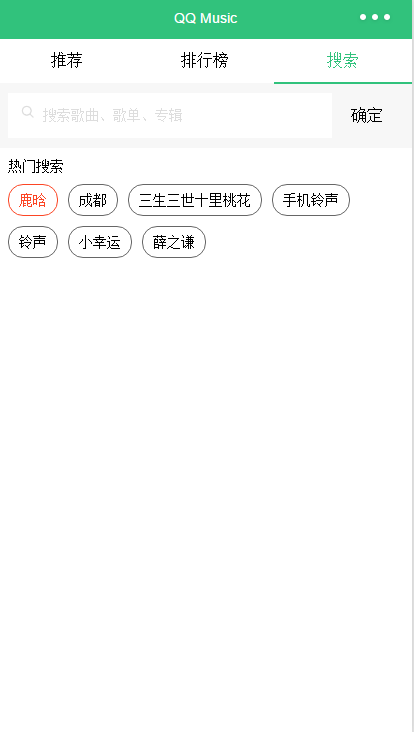 QQ Music
推荐 排行榜 搜索
搜索歌曲、歌单、专辑 确定
热门搜索
鹿晗 成都 三生三世十里桃花 手机铃声
铃声 小幸运 薛之谦